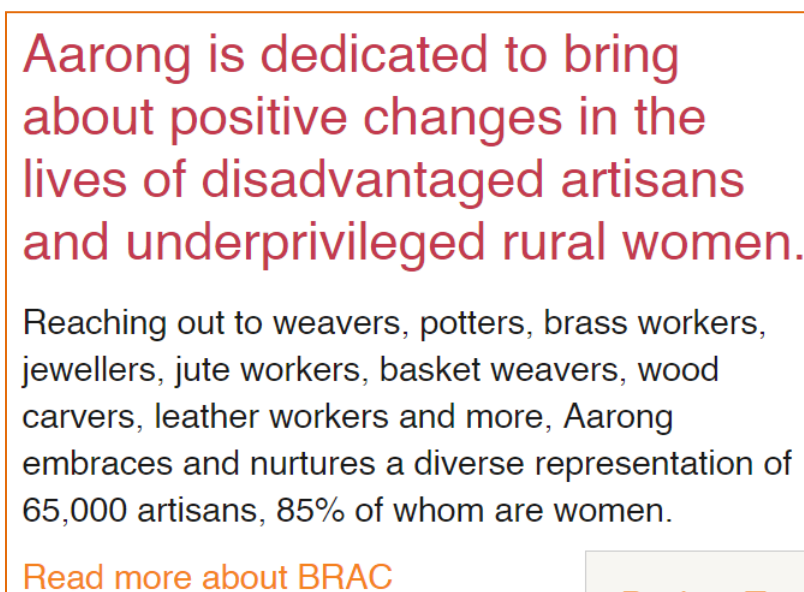 Aarong is dedicated to bring
about positive changes in the
lives of disadvantaged artisans
and underprivileged rural women.
Reaching out to weavers, potters, brass workers,
jewellers, jute workers, basket weavers, wood
carvers, leather workers and more, Aarong
embraces and nurtures a diverse representation of
65,000 artisans, 85% of whom are women.
Read more about BRAC